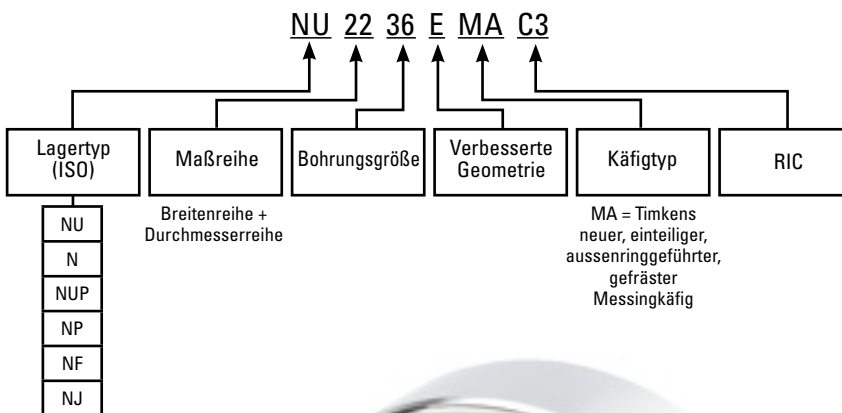 NU 22 36 E MA C3
Lagertyp
(ISO)
Maßreihe
Bohrungsgröße
Verbesserte
Geometrie
Käfigtyp
RIC
Breitenreihe +
Durchmesserreihe
MA = Timkens
neuer, einteiliger,
aussenringgeführter,
gefräster
Messingkäfig
NU
N
NUP
NP
NF
NJ